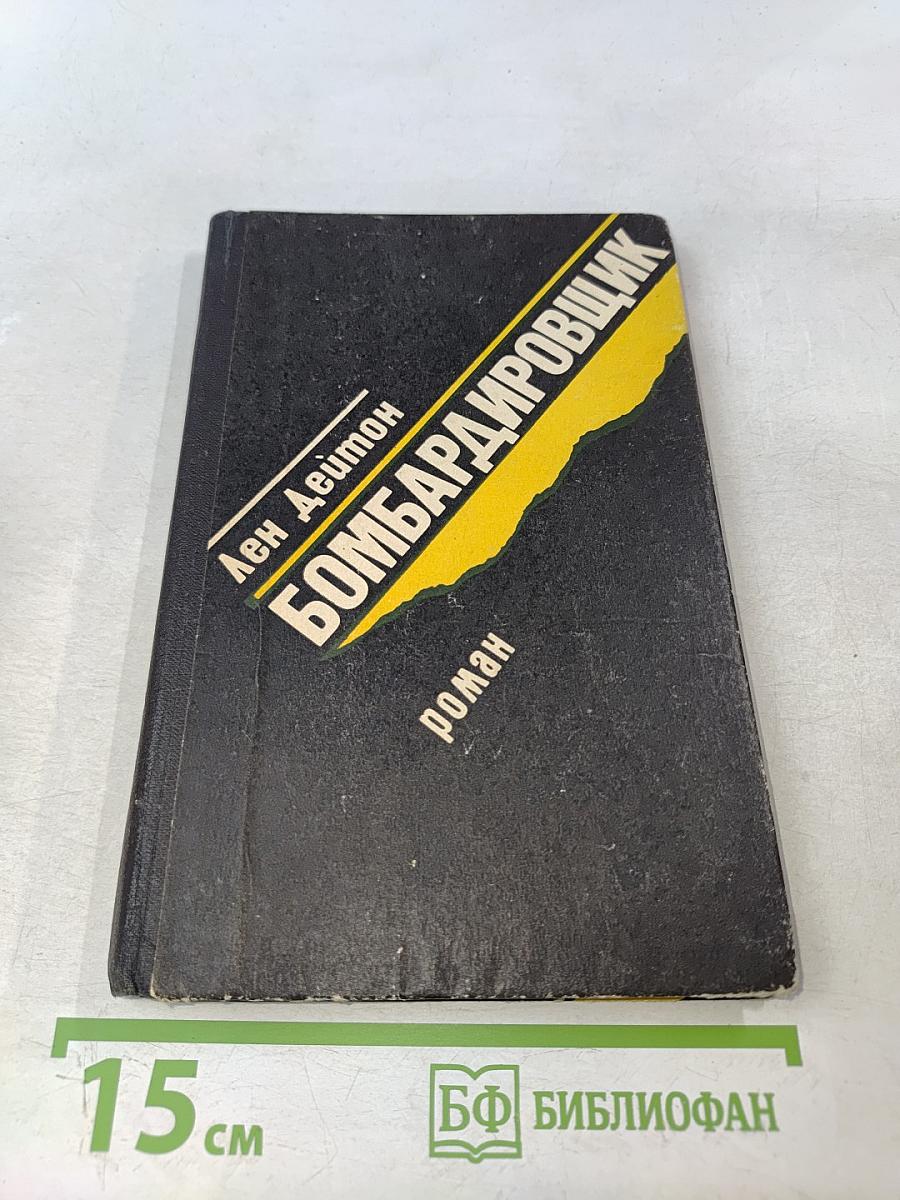 Лен Дейтон
БОМБАРДИРОВЩИК
роман
15 см
БФ БИБЛИОФАН